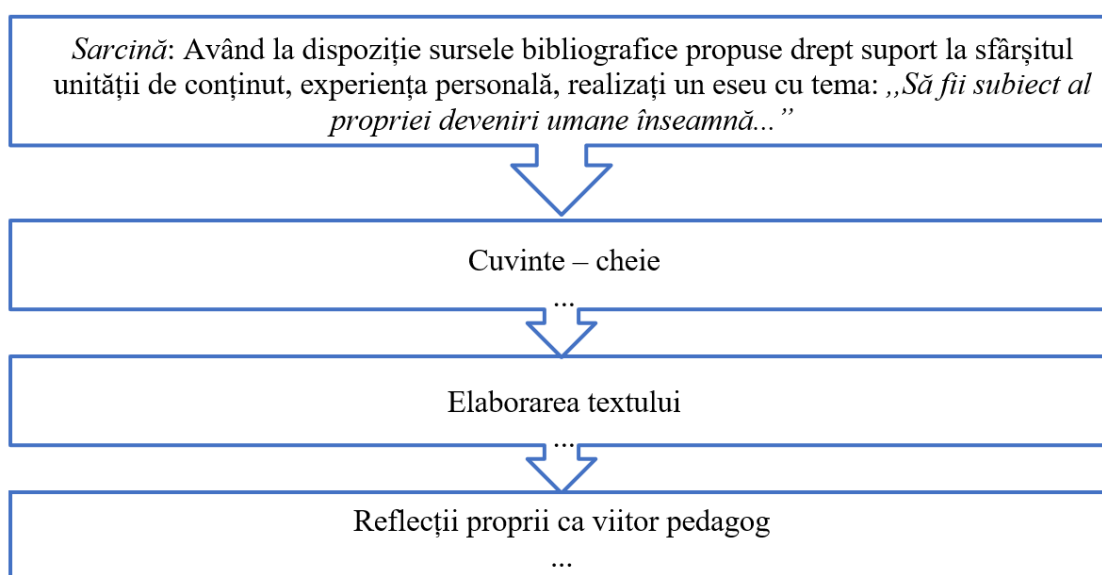 Sarcină: Având la dispoziție sursele bibliografice propuse drept suport la sfârșitul
unității de conținut, experiența personală, realizați un eseu cu tema: ,,Să fii subiect al
propriei deveniri umane înseamnă...”
Cuvinte – cheie
...
Elaborarea textului
...
Reflecții proprii ca viitor pedagog
...